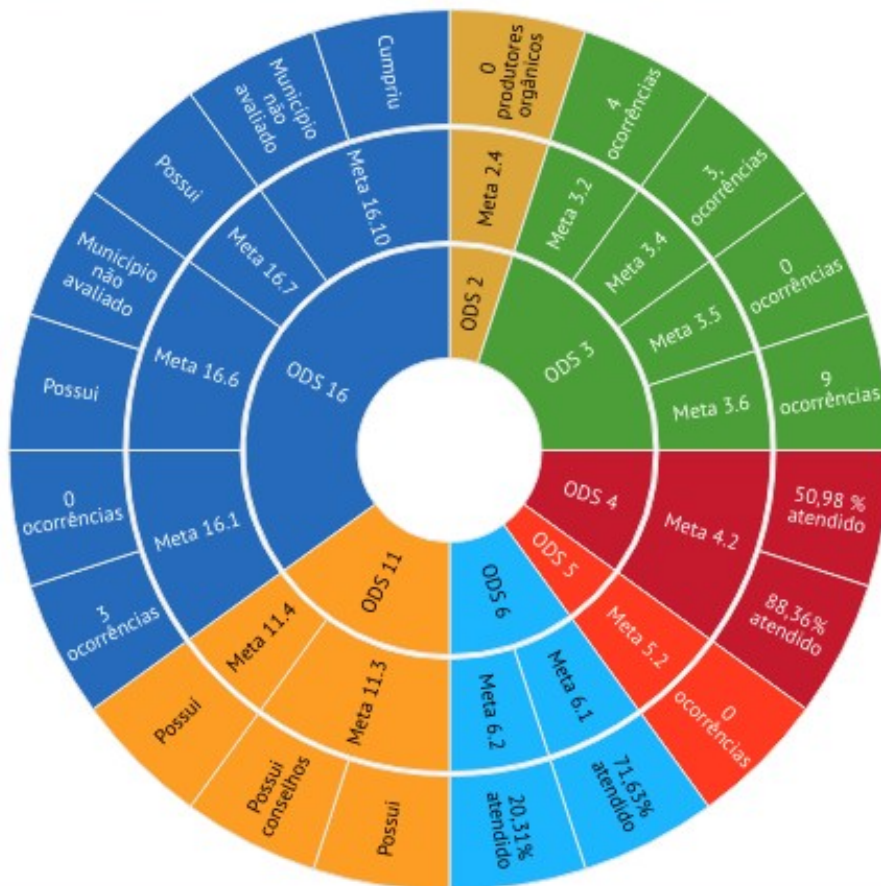 ODS 2
Meta 2.4
0
produtores
orgânicos
ODS 3
Meta 3.2
4
ocorrências
Meta 3.4
3,
ocorrências
Meta 3.5
0
ocorrências
Meta 3.6
9
ocorrências
ODS 4
Meta 4.2
50,98 %
atendido
88,36%
atendido
ODS 5
Meta 5.2
0
ocorrências
ODS 6
Meta 6.1
71,63%
atendido
Meta 6.2
20,31%
atendido
ODS 11
Meta 11.3
Possui
Possui
conselhos
Meta 11.4
Possui
ODS 16
Meta 16.1
3
ocorrências
0
ocorrências
Meta 16.6
Possui
Município
não
avaliado
Meta 16.7
Possui
Meta 16.10
Município
não
avaliado
Cumpriu